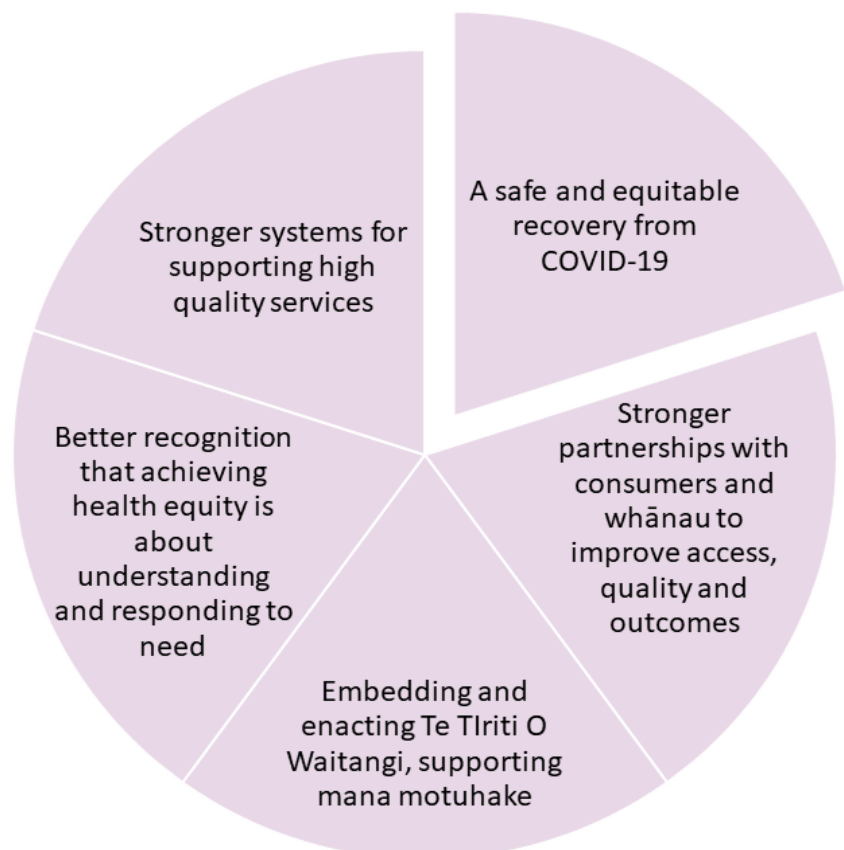 A safe and equitable
recovery from
COVID-19
Stronger
partnerships with
consumers and
whānau to
improve access,
quality and
outcomes
Embedding and
enacting Te TIriti O
Waitangi, supporting
mana motuhake
Better recognition
that achieving
health equity is
about
understanding
and responding to
need
Stronger systems for
supporting high
quality services